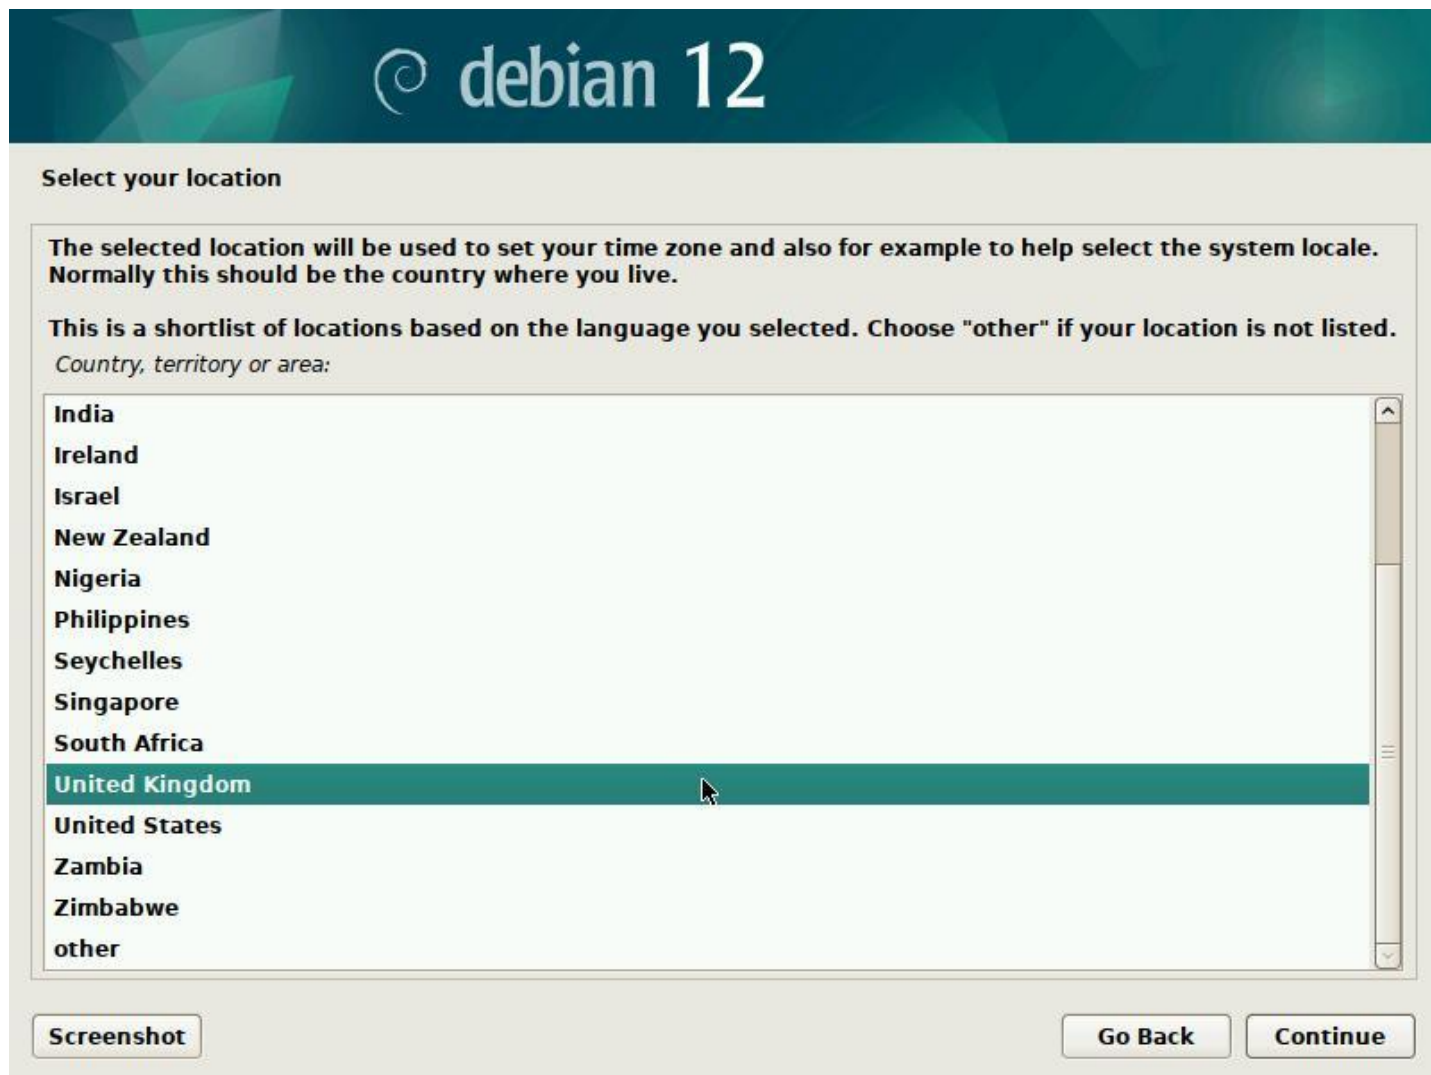 debian 12
Select your location
The selected location will be used to set your time zone and also for example to help select the system locale.
Normally this should be the country where you live.
This is a shortlist of locations based on the language you selected. Choose "other" if your location is not listed.
Country, territory or area:
India
Ireland
Israel
New Zealand
Nigeria
Philippines
Seychelles
Singapore
South Africa
United Kingdom
United States
Zambia
Zimbabwe
other
Screenshot
Go Back
Continue